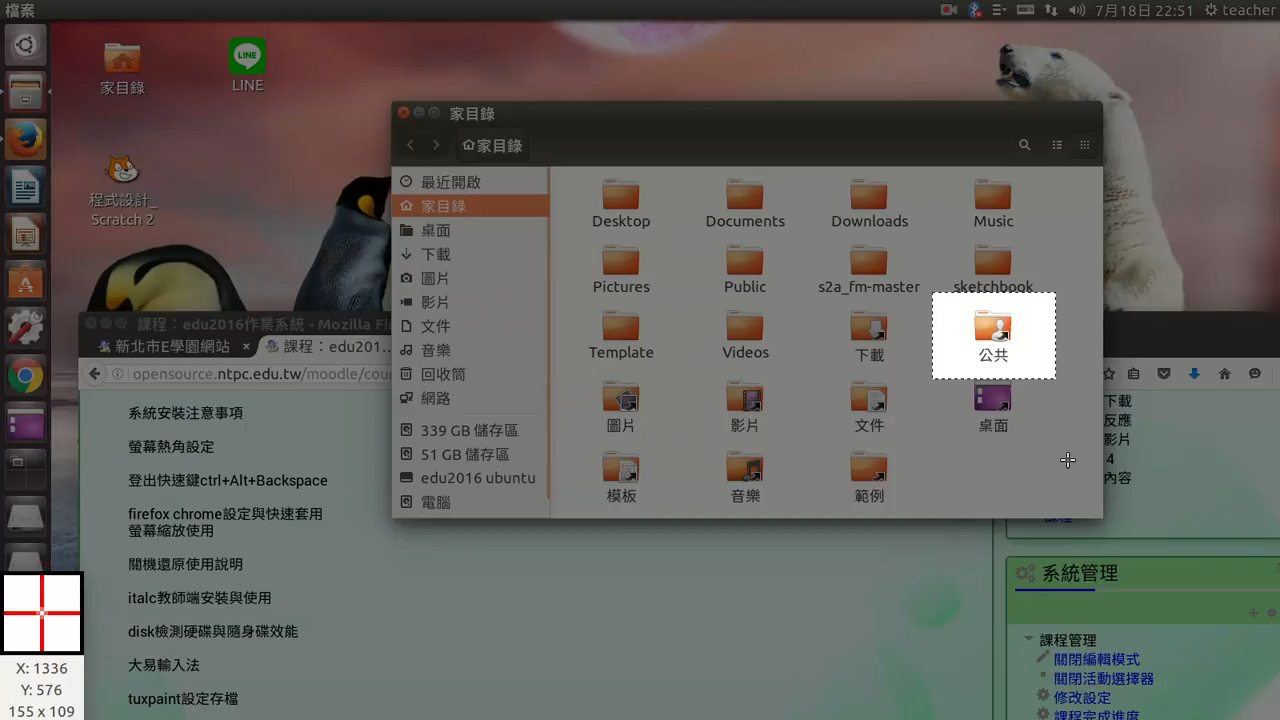 檔案
7月18日 22:51
teacher
家目錄
LINE
LINE
程式設計_
Scratch 2
家目錄
家目錄
最近開啟
家目錄
桌面
下載
圖片
影片
文件
音樂
回收筒
網路
339 GB 儲存區
51 GB 儲存區
edu2016 ubuntu
電腦
Desktop
Documents
Downloads
Music
Pictures
Public
s2a_fm-master
sketchbook
Template
Videos
下載
公共
圖片
影片
文件
桌面
模板
音樂
範例
課程：edu2016作業系統 - Mozilla Fi
新北市E學園網站
課程：edu201...
opensource.ntpc.edu.tw/moodle/cou
系統安裝注意事項
螢幕熱角設定
登出快速鍵ctrl+Alt+Backspace
firefox chrome設定與快速套用
螢幕縮放使用
關機還原使用說明
italc教師端安裝與使用
disk檢測硬碟與隨身碟效能
大易輸入法
tuxpaint設定存檔
下載
反應
影片
4
內容
課程
系統管理
課程管理
關閉編輯模式
關閉活動選擇器
修改設定
課程完成進度
X: 1336
Y: 576
155 x 109